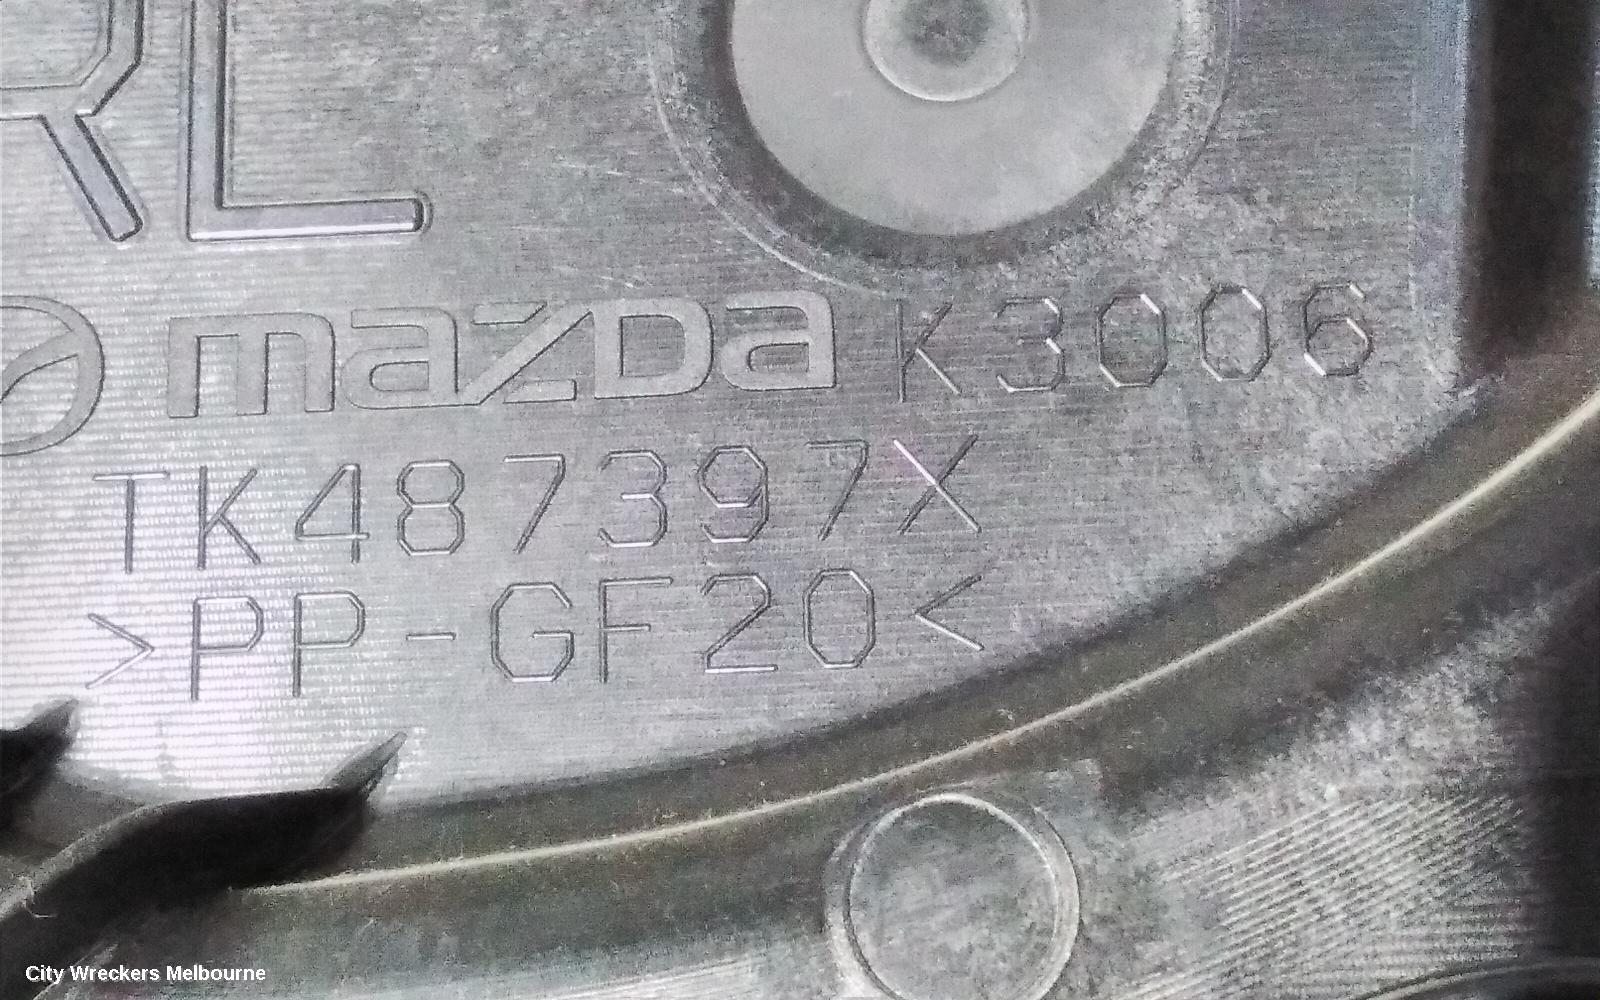 RL
mazda K3006
TK487397X
>PP-GF20<
City Wreckers Melbourne